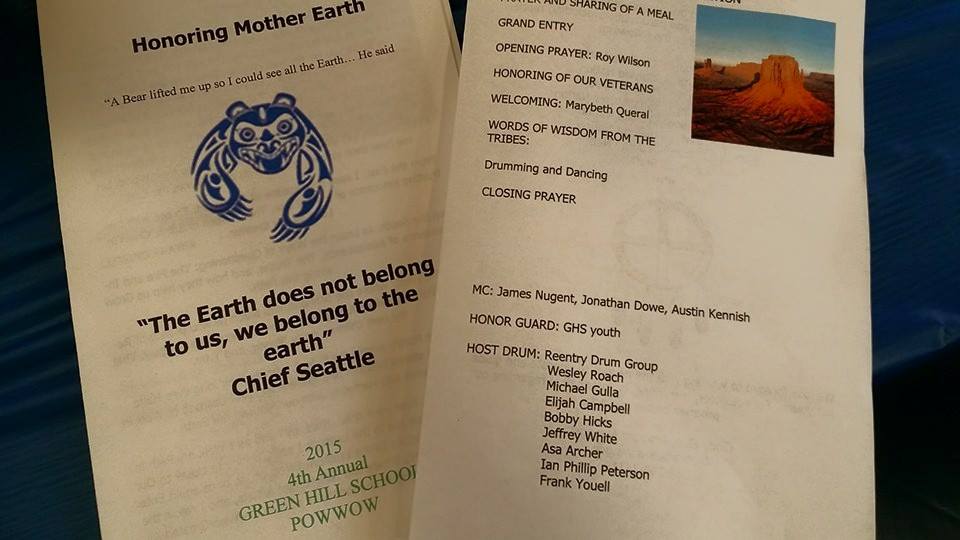 Honoring Mother Earth
“A Bear lifted me up so I could see all the Earth… He said
“The Earth does not belong
to us, we belong to the
earth”
Chief Seattle
2015
4th Annual
GREEN HILL SCHOOL
POWWOW
AND SHARING OF A MEAL
GRAND ENTRY
OPENING PRAYER: Roy Wilson
HONORING OF OUR VETERANS
WELCOMING: Marybeth Queral
WORDS OF WISDOM FROM THE
TRIBES:
Drumming and Dancing
CLOSING PRAYER
MC: James Nugent, Jonathan Dowe, Austin Kennish
HONOR GUARD: GHS youth
HOST DRUM: Reentry Drum Group
Wesley Roach
Michael Gulla
Elijah Campbell
Bobby Hicks
Jeffrey White
Asa Archer
Ian Phillip Peterson
Frank Youell